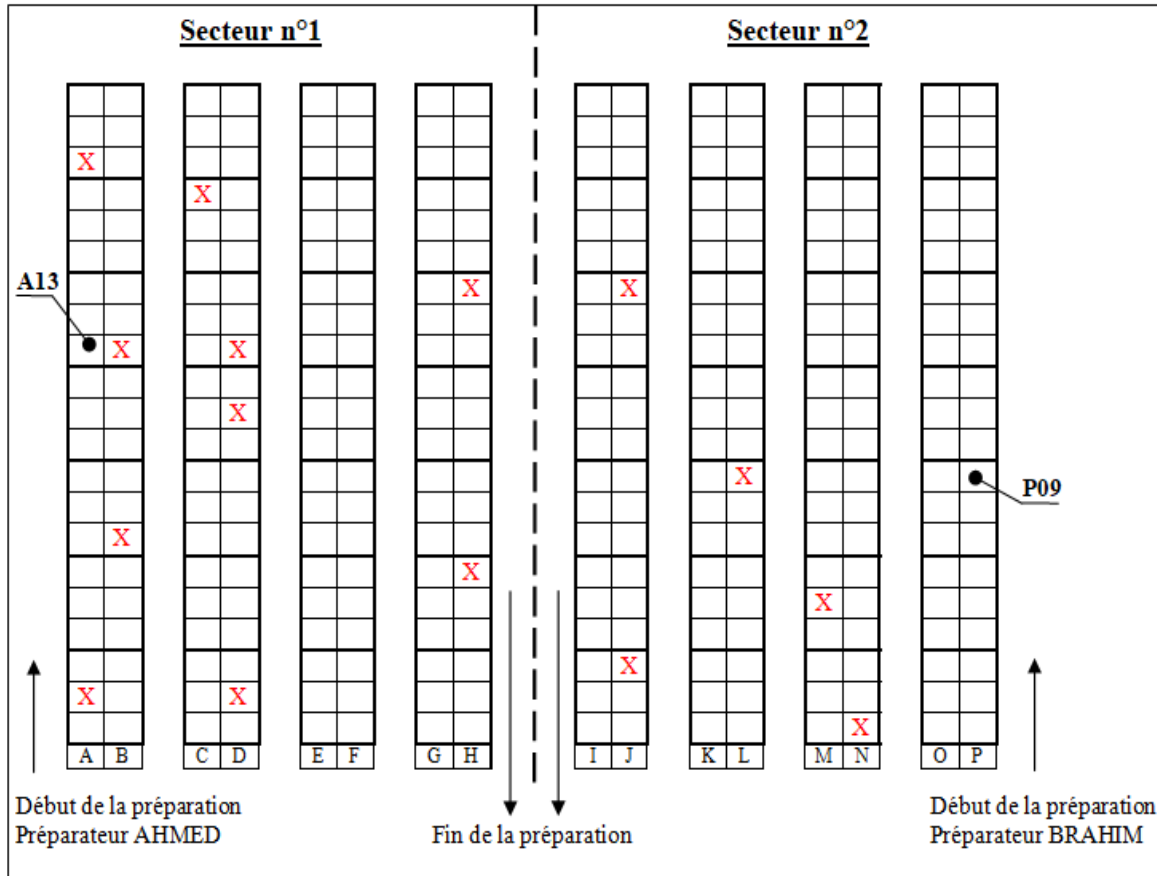 Secteur n°1
Secteur n°2
X
X
X
X
A13
X
X
X
X
P09
X
X
X
X
X
X
X
A B C D E F G H I J K L M N O P
Début de la préparation
Préparateur AHMED
Fin de la préparation
Début de la préparation
Préparateur BRAHIM